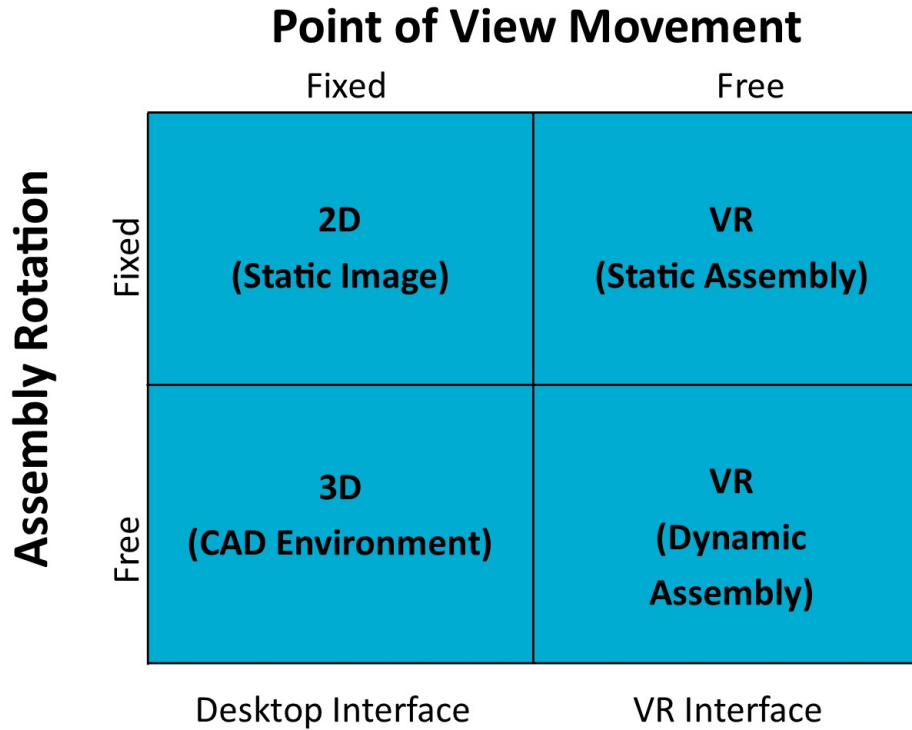 Point of View Movement
Fixed
Free
Assembly Rotation
Fixed
2D
(Static Image)
VR
(Static Assembly)
Free
3D
(CAD Environment)
VR
(Dynamic
Assembly)
Desktop Interface
VR Interface